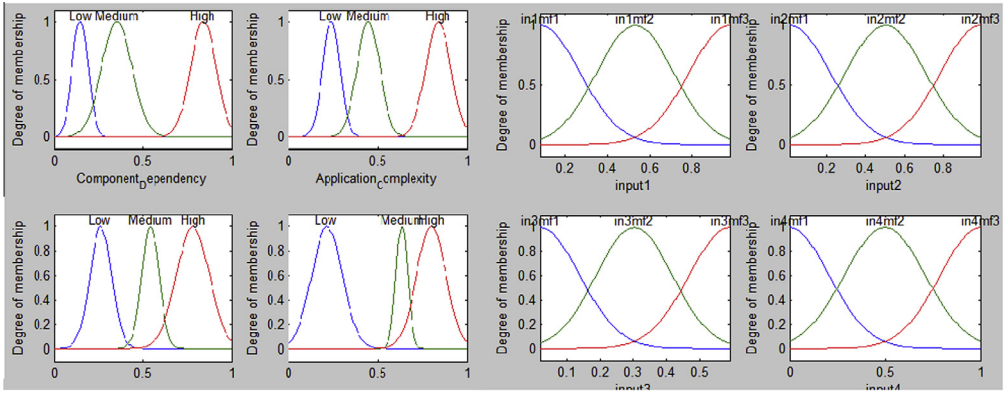 Low Medium High
Degree of membership
1
0.5
0
0 0.5 1
Component_Dependency
Low Medium High
Degree of membership
1
0.5
0
0 0.5 1
Application_Complexity
in1mf1 in1mf2 in1mf3
Degree of membership
1
0.5
0
0.2 0.4 0.6 0.8
input1
in2mf1 in2mf2 in2mf3
Degree of membership
1
0.5
0
0.2 0.4 0.6 0.8
input2
Low Medium High
Degree of membership
1
0.8
0.6
0.4
0.2
0
0 0.5 1
Low Medium High
Degree of membership
1
0.8
0.6
0.4
0.2
0
0 0.5 1
in3mf1 in3mf2 in3mf3
Degree of membership
1
0.8
0.6
0.4
0.2
0
0.1 0.2 0.3 0.4 0.5
input3
in4mf1 in4mf2 in4mf3
Degree of membership
1
0.8
0.6
0.4
0.2
0
0 0.2 0.4 0.6 0.8 1
input4